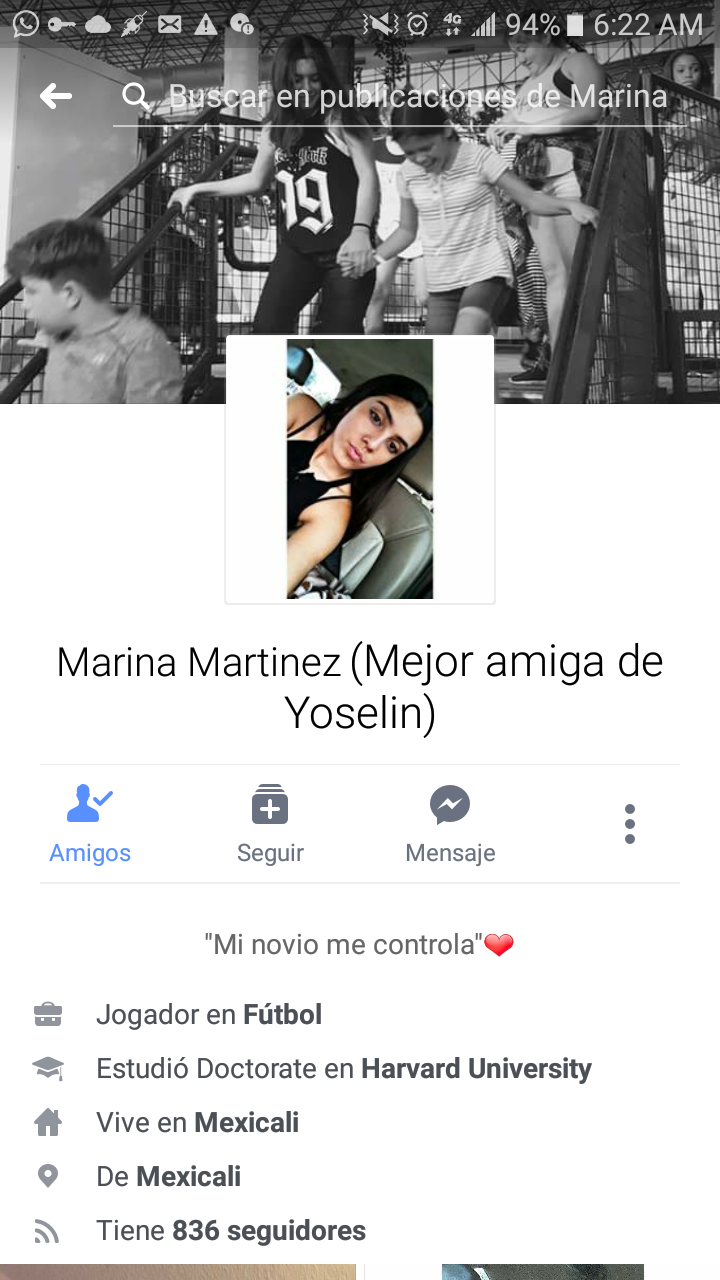 4G 94% 6:22 AM
Buscar en publicaciones de Marina
19
Marina Martinez (Mejor amiga de
Yoselin)
Amigos Seguir Mensaje
"Mi novio me controla"❤
Jogador en Fútbol
Estudió Doctorate en Harvard University
Vive en Mexicali
De Mexicali
Tiene 836 seguidores